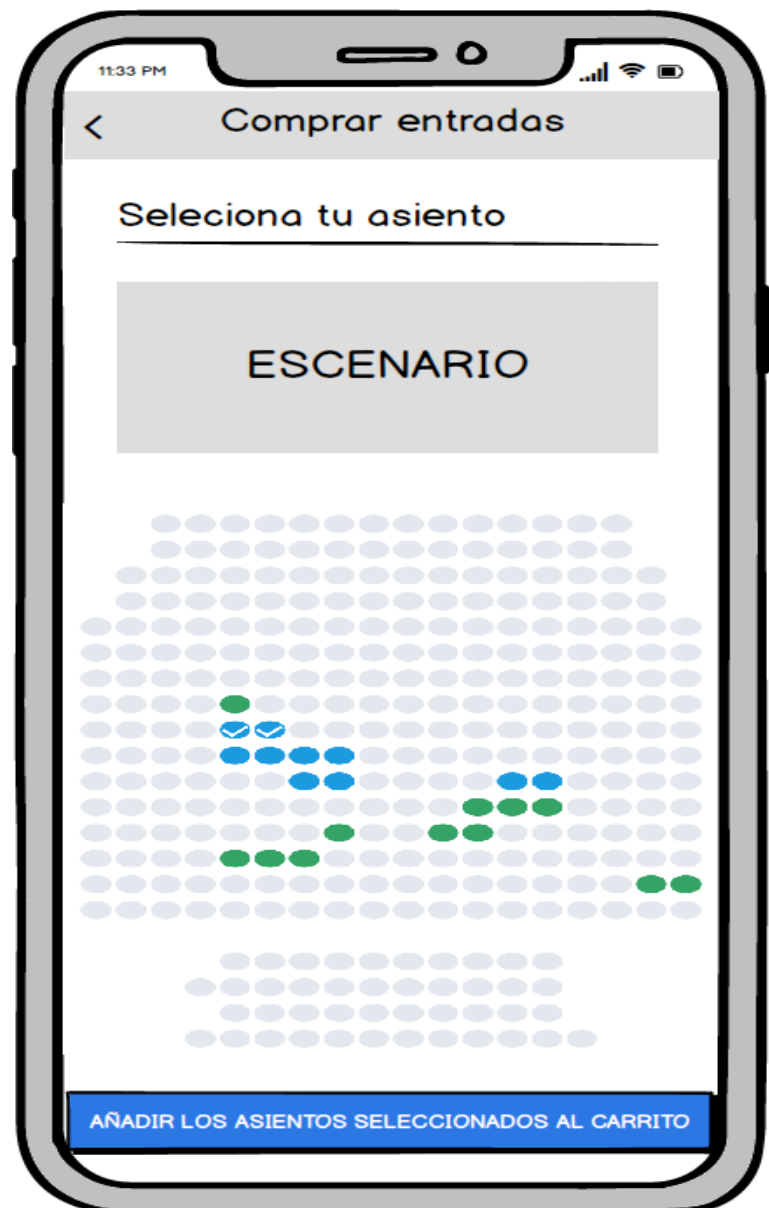 11:33 PM
Comprar entradas
Seleciona tu asiento
ESCENARIO
AÑADIR LOS ASIENTOS SELECCIONADOS AL CARRITO